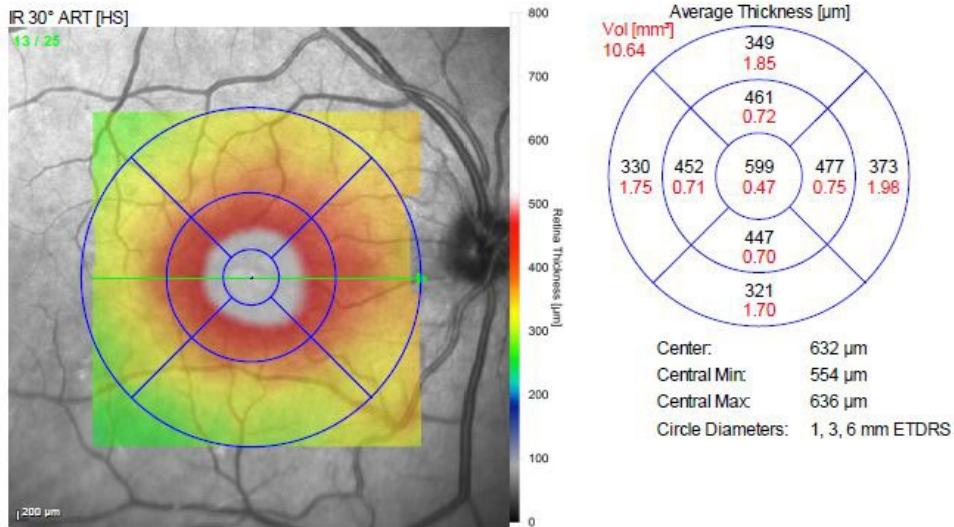 IR 30° ART [HS]
13 / 25
200 µm
800
700
600
500
400
300
200
100
0
Retina Thickness [µm]
Average Thickness [µm]
Vol [mm³]
10.64
349
1.85
461
0.72
330
1.75
452
0.71
599
0.47
477
0.75
373
1.98
447
0.70
321
1.70
Center: 632 µm
Central Min: 554 µm
Central Max: 636 µm
Circle Diameters: 1, 3, 6 mm ETDRS